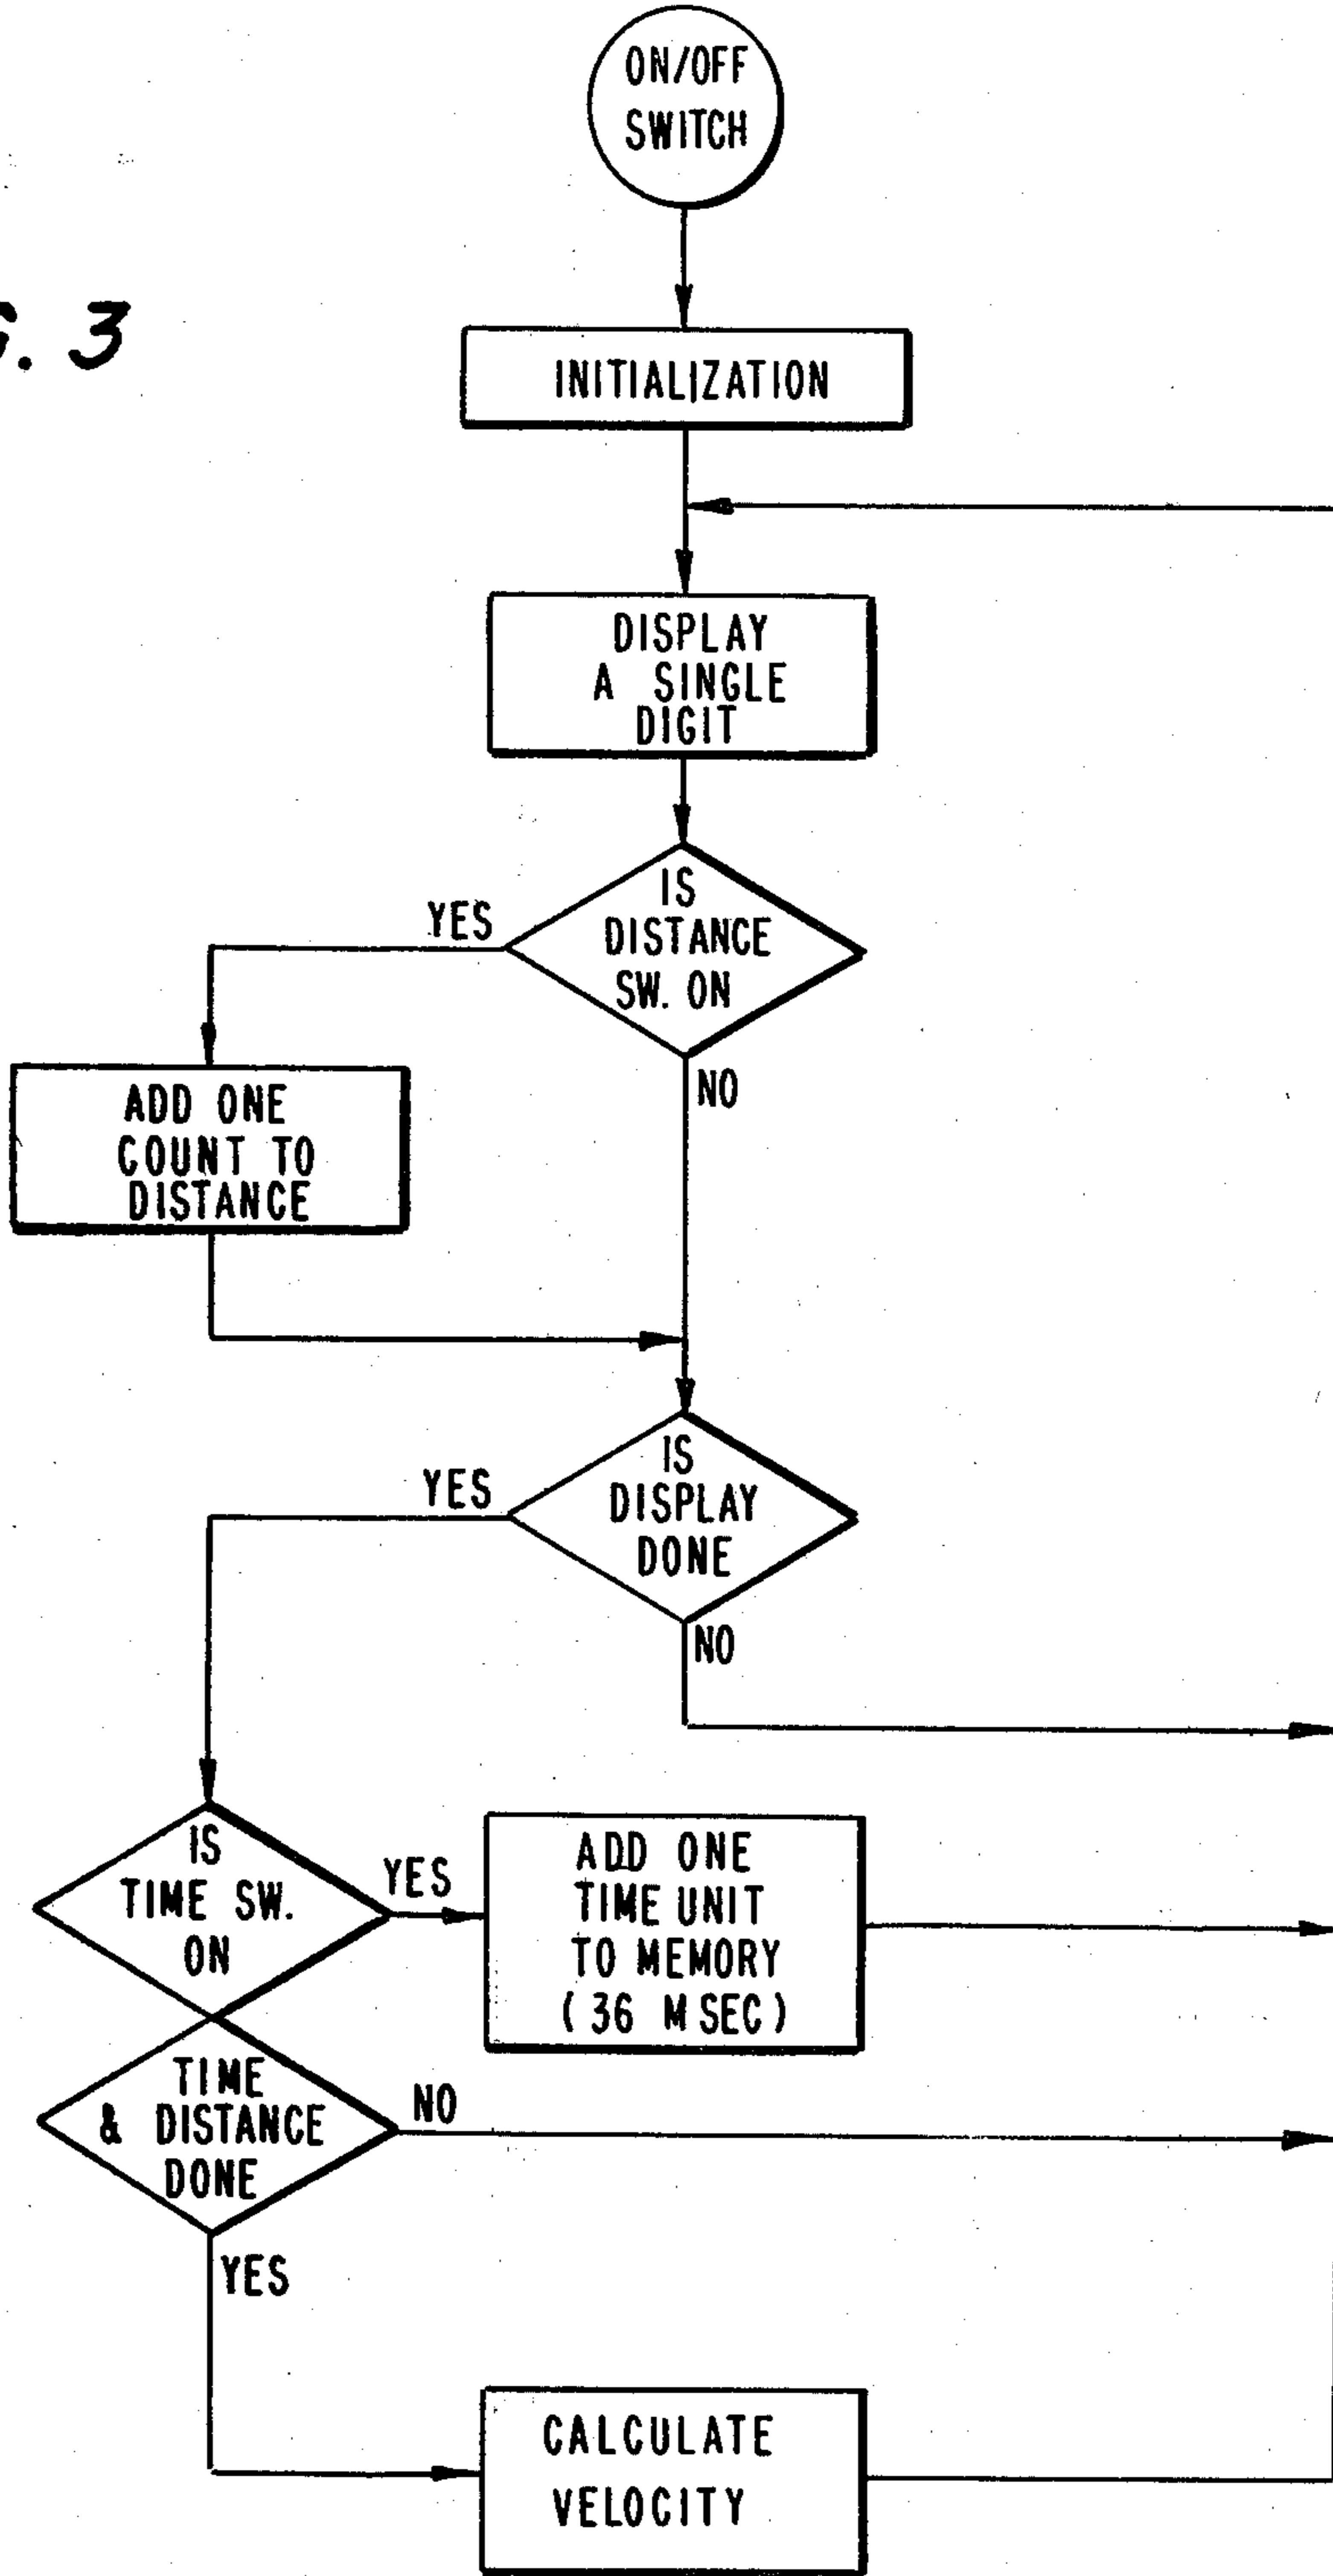 ON/OFF
SWITCH
G. 3
INITIALIZATION
DISPLAY
A SINGLE
DIGIT
IS
DISTANCE
SW. ON
YES
NO
ADD ONE
COUNT TO
DISTANCE
IS
DISPLAY
DONE
YES
NO
IS
TIME SW.
ON
YES
ADD ONE
TIME UNIT
TO MEMORY
(36 MSEC)
TIME
& DISTANCE
DONE
NO
YES
CALCULATE
VELOCITY